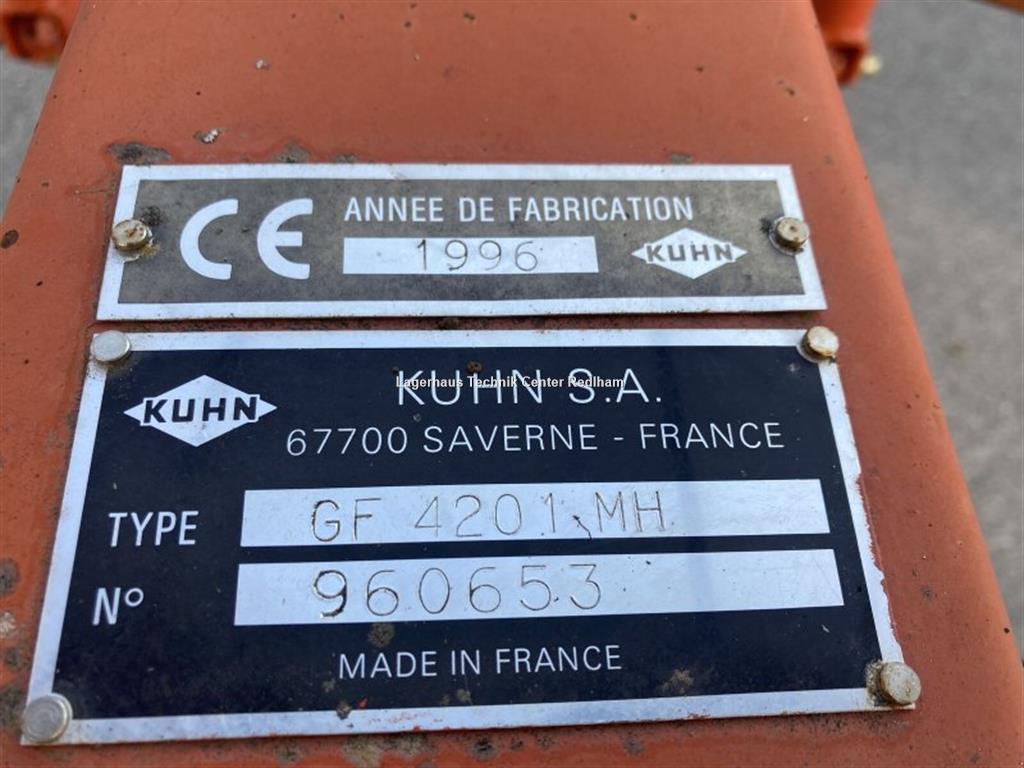 CE ANNEE DE FABRICATION
1996 KUHN
KUHN KUHN S.A.
Lagerhaus Technik Center Redlham
67700 SAVERNE - FRANCE
TYPE GF 4201 MH
N° 960653
MADE IN FRANCE